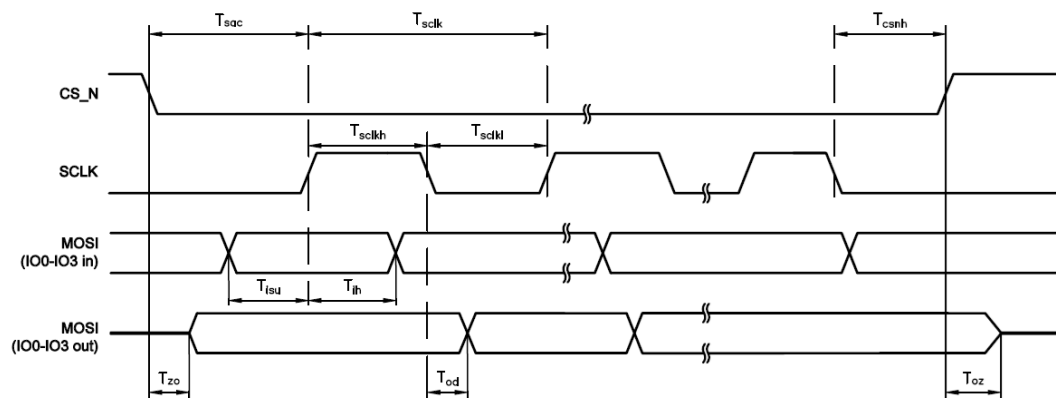 Tsac Tsclk Tcsnh
CS_N
Tsclkh Tsclkl
SCLK
MOSI
(IO0-IO3 in)
Tisu Tih
MOSI
(IO0-IO3 out)
Tzo Tod Toz